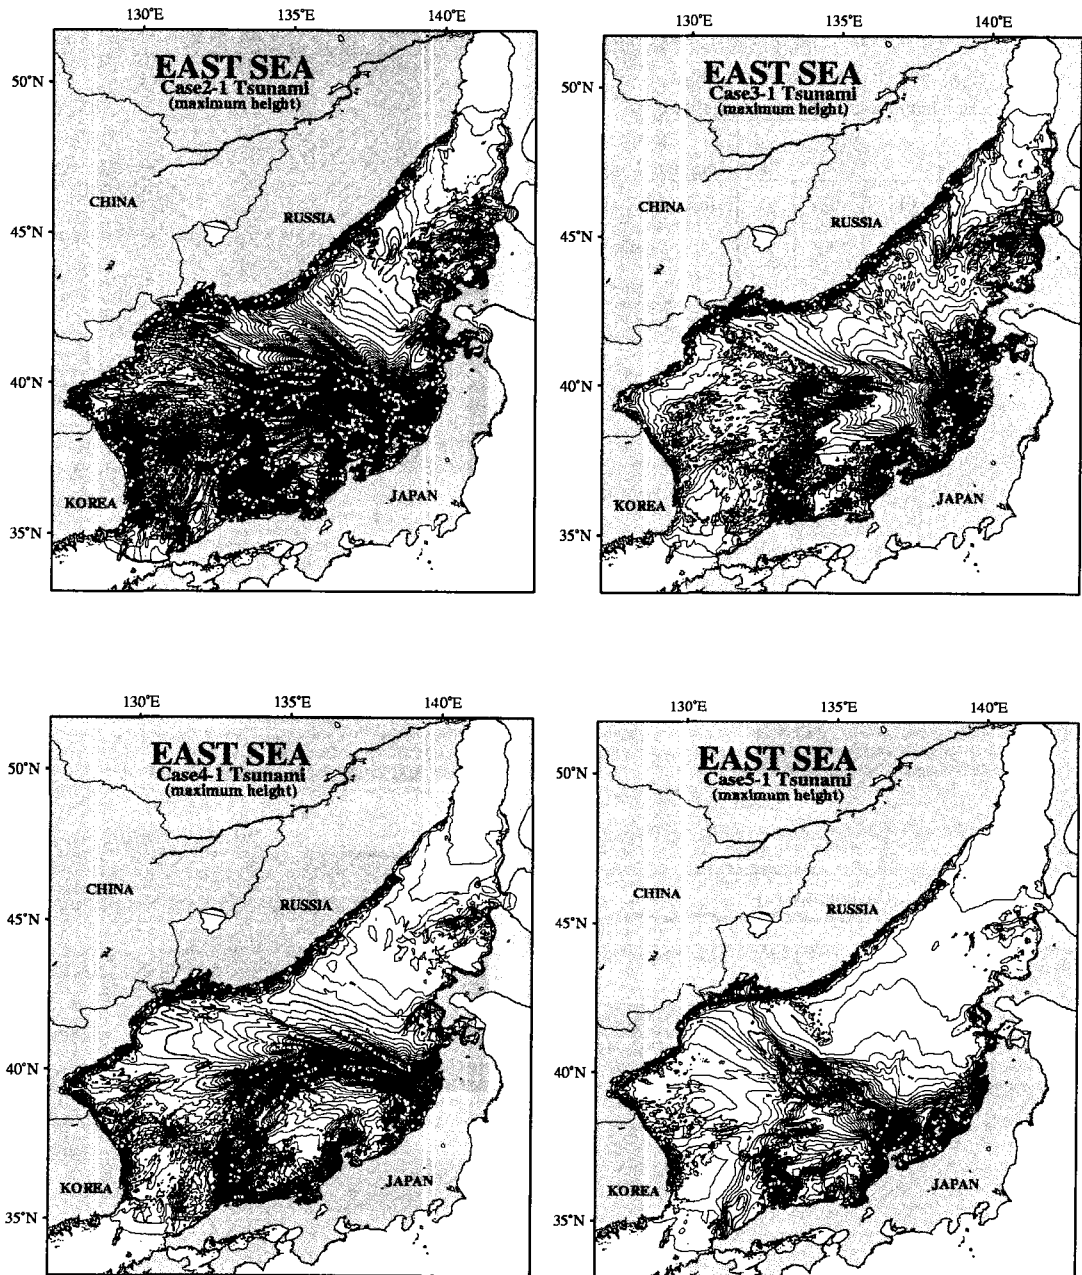 130°E 135°E 140°E
50°N
EAST SEA
Case2-1 Tsunami
(maximum height)
CHINA
RUSSIA
45°N
40°N
KOREA
JAPAN
35°N
130°E 135°E 140°E
50°N
EAST SEA
Case3-1 Tsunami
(maximum height)
CHINA
RUSSIA
45°N
40°N
KOREA
JAPAN
35°N
130°E 135°E 140°E
50°N
EAST SEA
Case4-1 Tsunami
(maximum height)
CHINA
RUSSIA
45°N
40°N
KOREA
JAPAN
35°N
130°E 135°E 140°E
50°N
EAST SEA
Case5-1 Tsunami
(maximum height)
CHINA
RUSSIA
45°N
40°N
KOREA
JAPAN
35°N